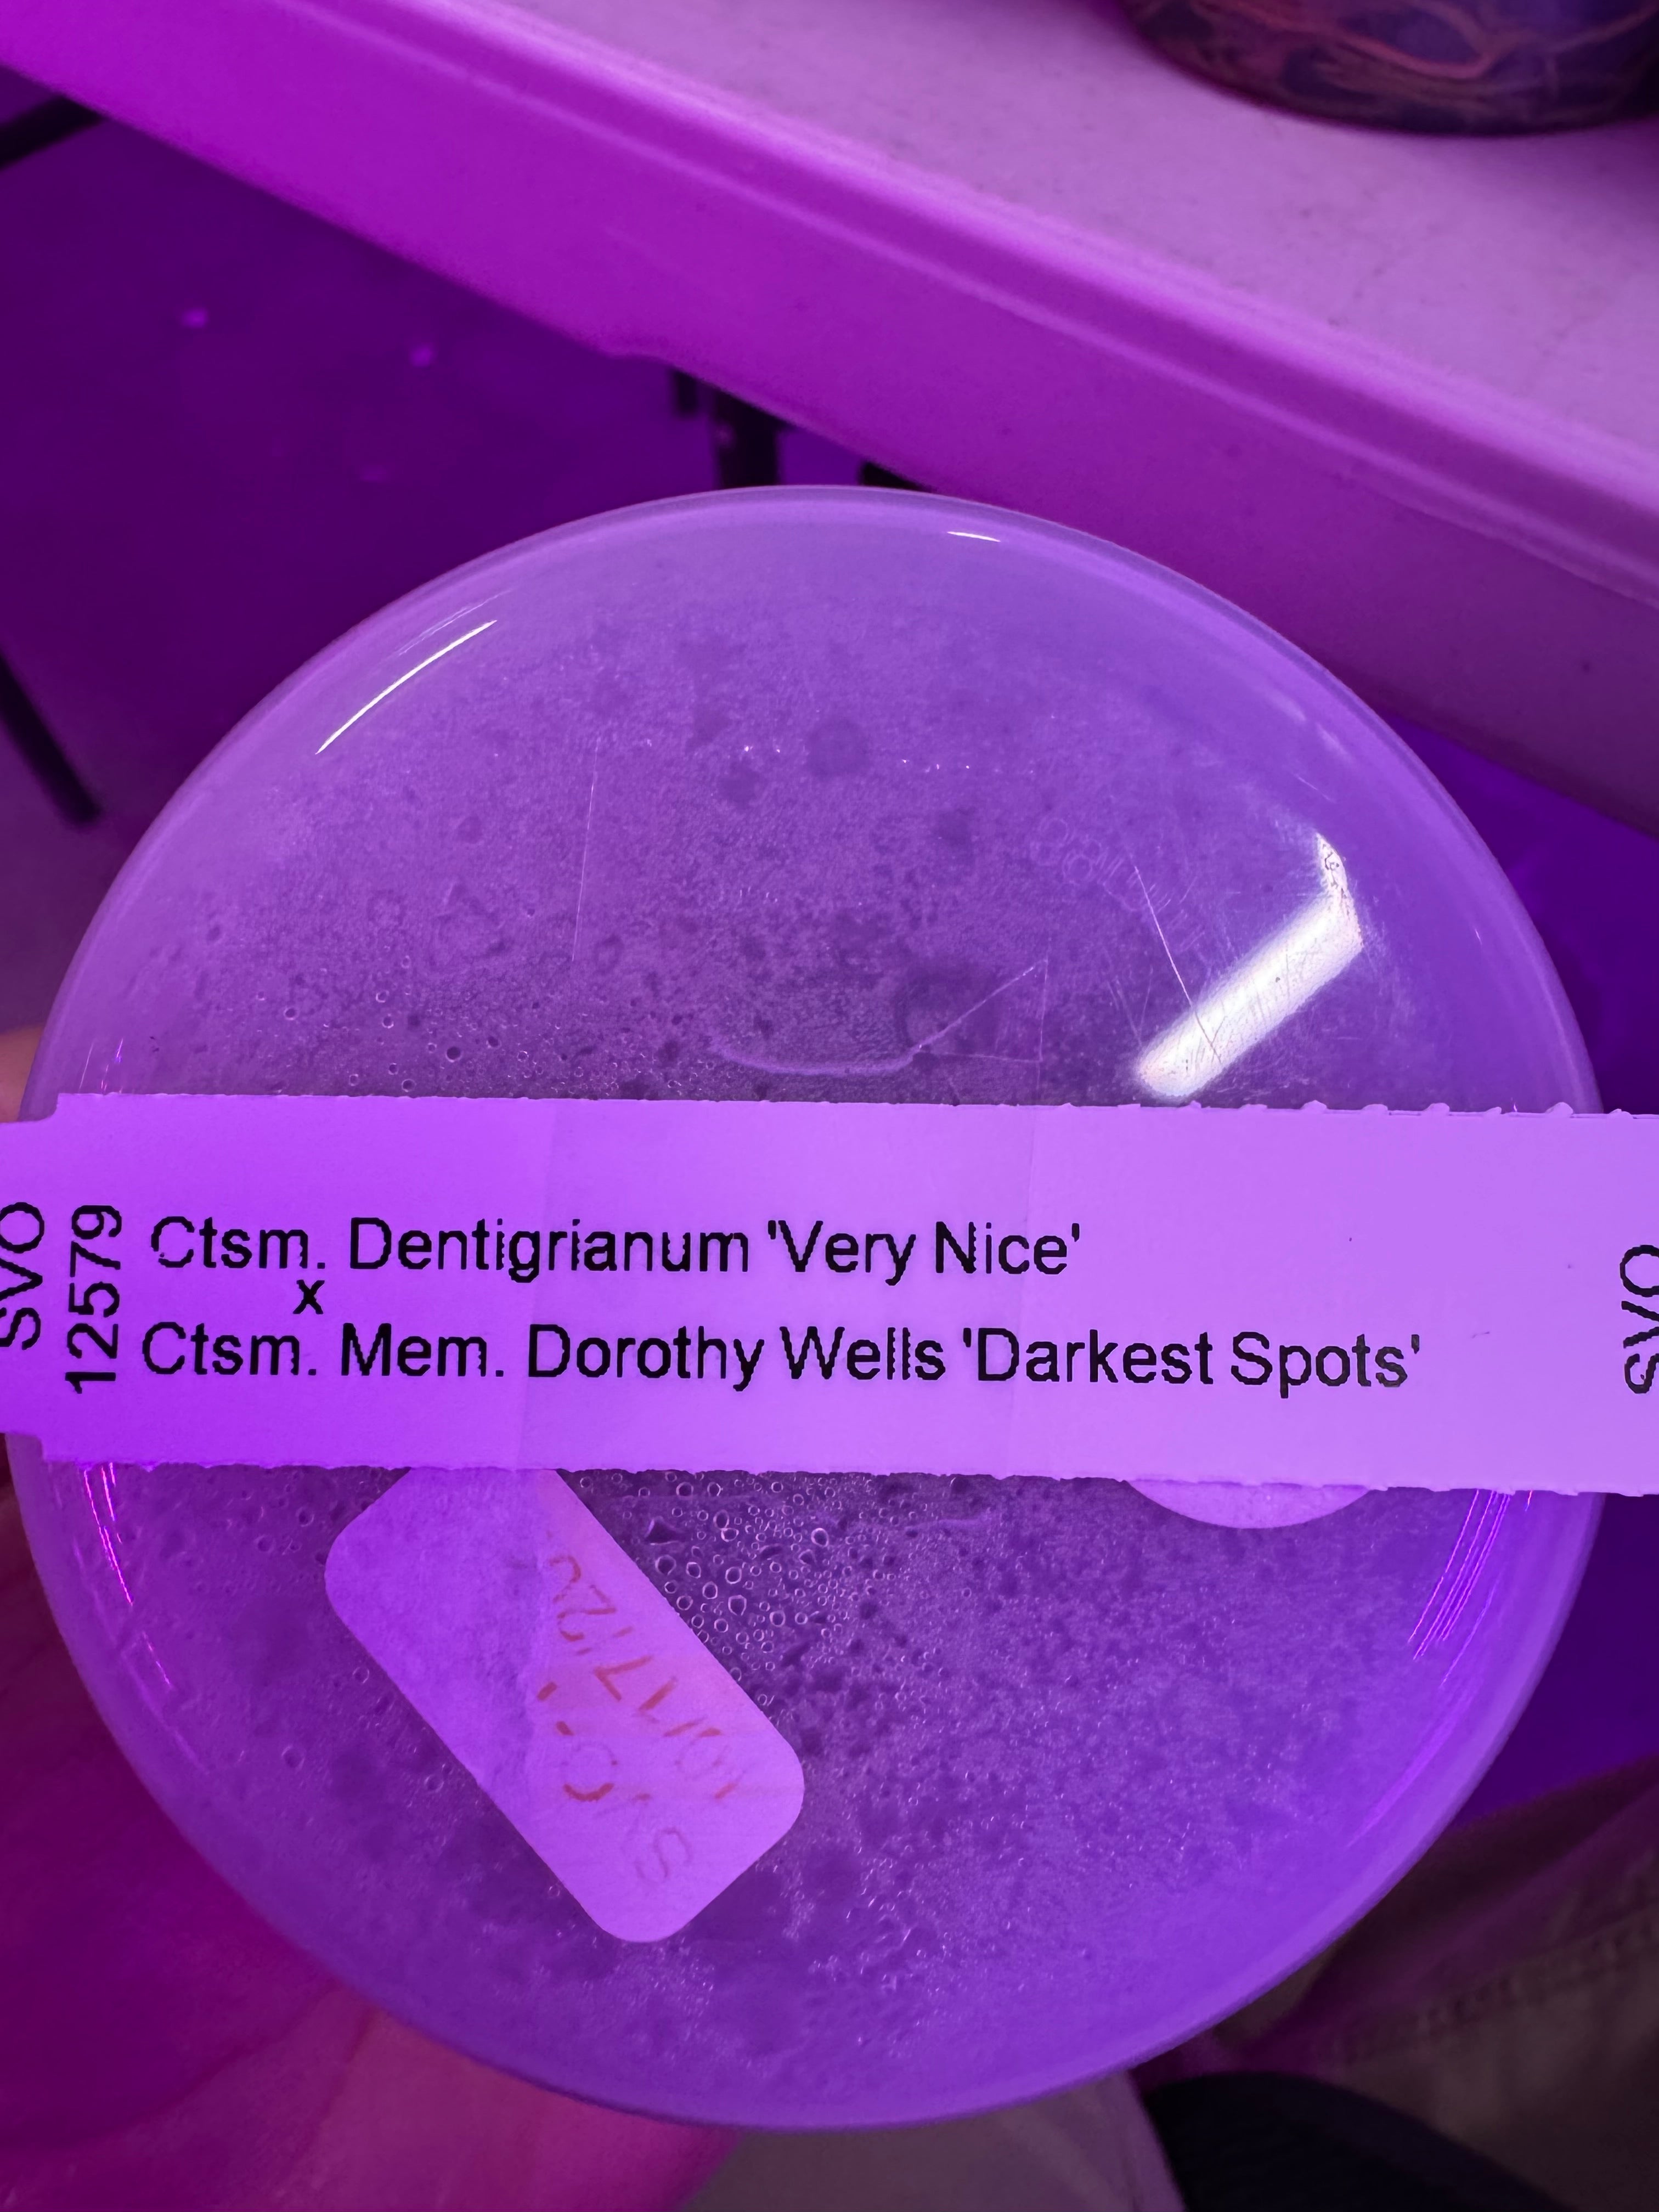 SVO
12579
Ctsm. Dentigrianum 'Very Nice'
x
Ctsm. Mem. Dorothy Wells 'Darkest Spots'
SVO